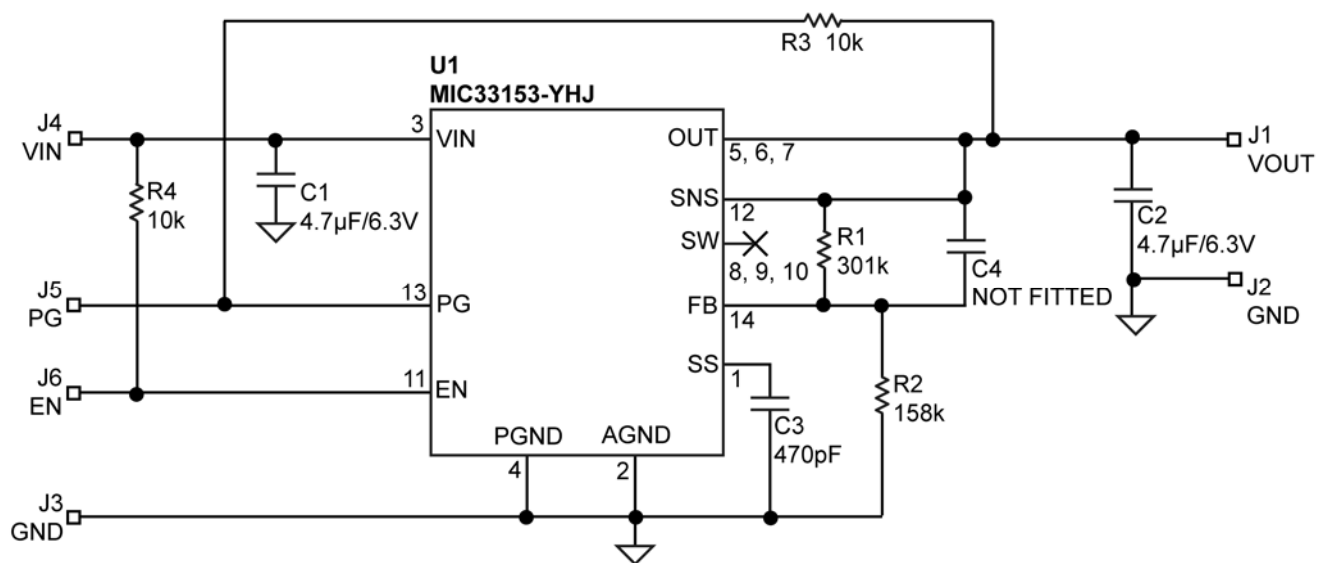 R3 10k
U1
MIC33153-YHJ
J4
VIN
3
VIN
OUT
5, 6, 7
J1
VOUT
R4
10k
C1
4.7µF/6.3V
SNS
12
SW
8, 9, 10
R1
301k
C4
NOT FITTED
C2
4.7µF/6.3V
J5
PG
13
PG
FB
14
J2
GND
J6
EN
11
EN
SS
1
R2
158k
C3
470pF
PGND
AGND
4
2
J3
GND